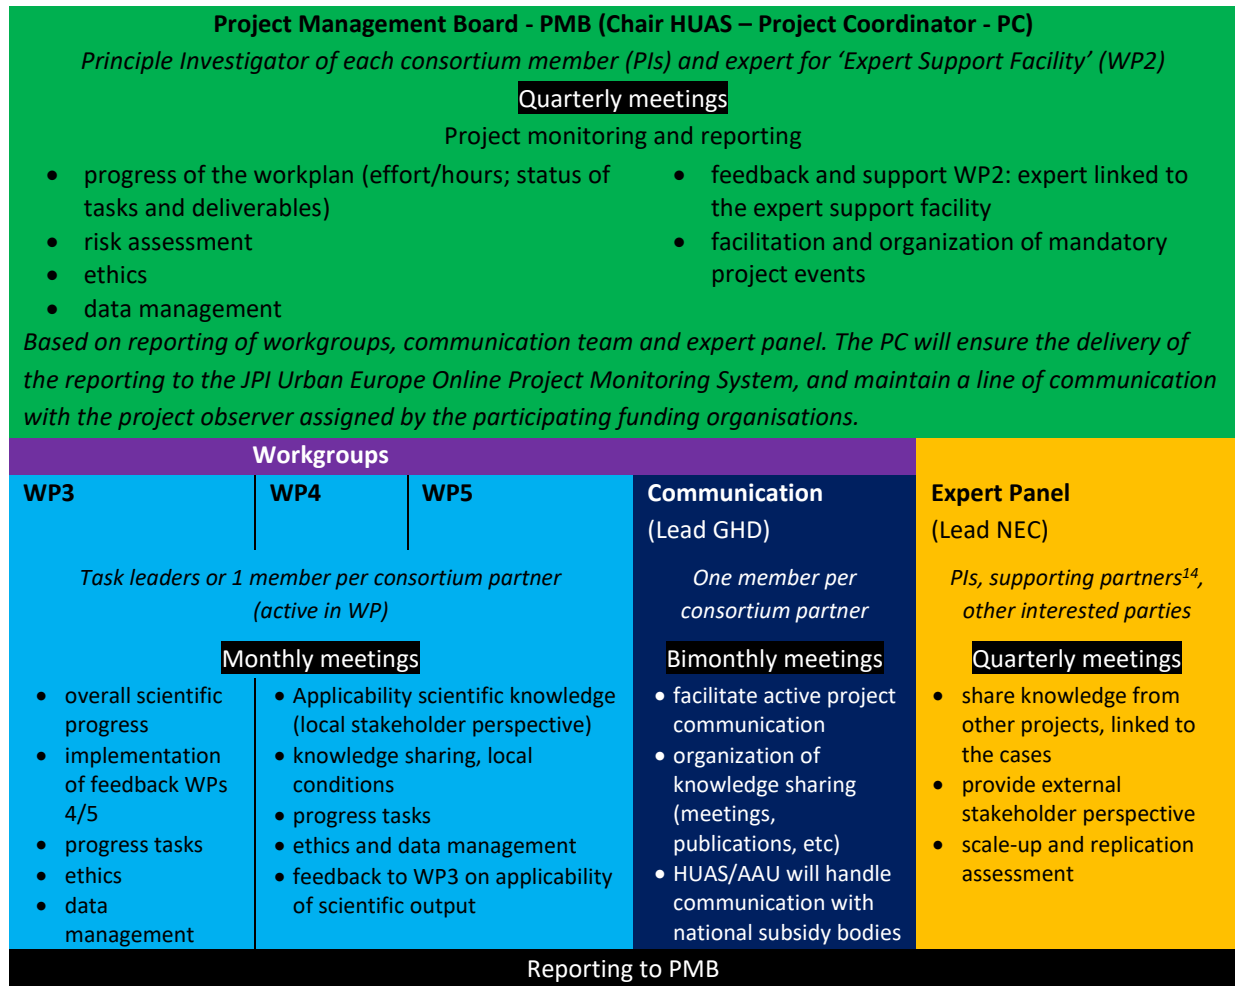 Project Management Board - PMB (Chair HUAS – Project Coordinator - PC)
Principle Investigator of each consortium member (PIs) and expert for ‘Expert Support Facility’ (WP2)
Quarterly meetings
Project monitoring and reporting
• progress of the workplan (effort/hours; status of
tasks and deliverables)
• risk assessment
• ethics
• data management
• feedback and support WP2: expert linked to
the expert support facility
• facilitation and organization of mandatory
project events
Based on reporting of workgroups, communication team and expert panel. The PC will ensure the delivery of
the reporting to the JPI Urban Europe Online Project Monitoring System, and maintain a line of communication
with the project observer assigned by the participating funding organisations.
Workgroups
WP3
WP4
WP5
Task leaders or 1 member per consortium partner
(active in WP)
Monthly meetings
• overall scientific
progress
• implementation
of feedback WPs
4/5
• progress tasks
• ethics
• data
management
• Applicability scientific knowledge
(local stakeholder perspective)
• knowledge sharing, local
conditions
• progress tasks
• ethics and data management
• feedback to WP3 on applicability
of scientific output
Communication
(Lead GHD)
One member per
consortium partner
Bimonthly meetings
• facilitate active project
communication
• organization of
knowledge sharing
(meetings,
publications, etc)
• HUAS/AAU will handle
communication with
national subsidy bodies
Expert Panel
(Lead NEC)
PIs, supporting partners¹⁴,
other interested parties
Quarterly meetings
• share knowledge from
other projects, linked to
the cases
• provide external
stakeholder perspective
• scale-up and replication
assessment
Reporting to PMB